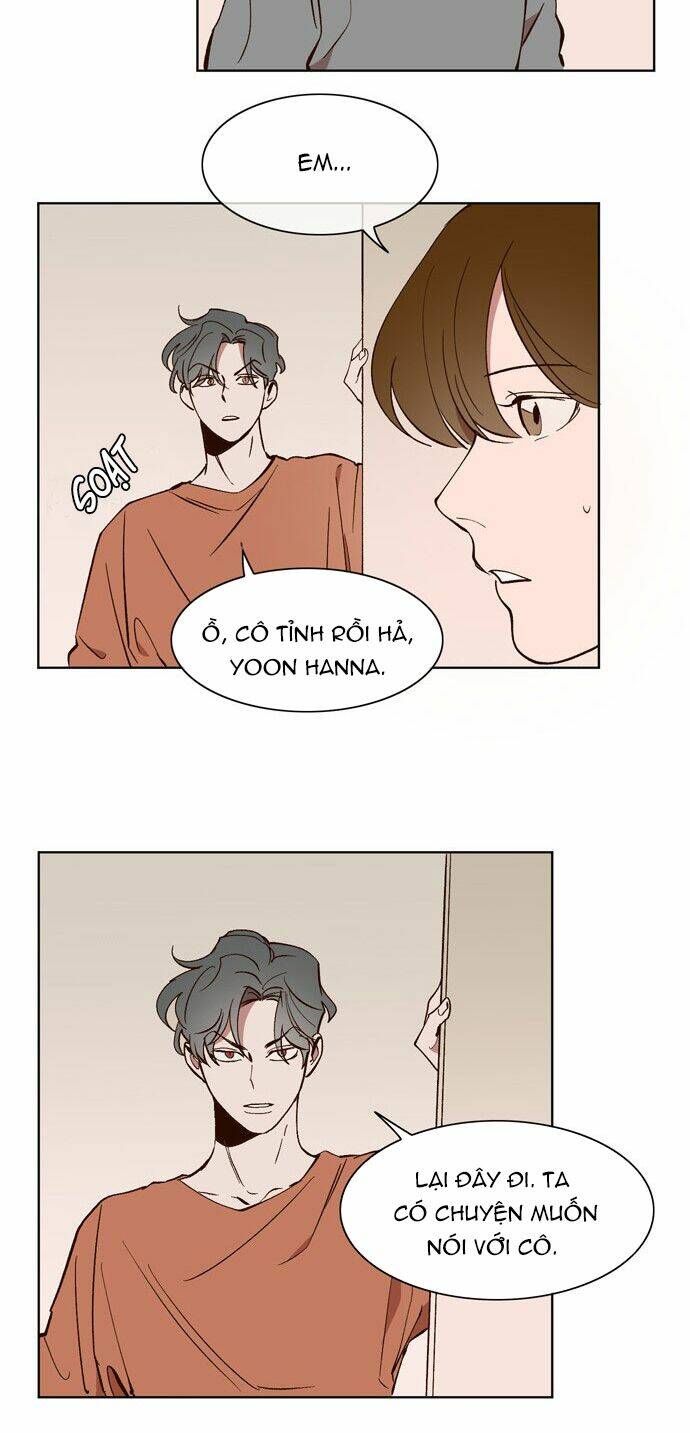 EM...
SOẠT
Ồ, CÔ TỈNH RỒI HẢ,
YOON HANNA.
LẠI ĐÂY ĐI. TA
CÓ CHUYỆN MUỐN
NÓI VỚI CÔ.